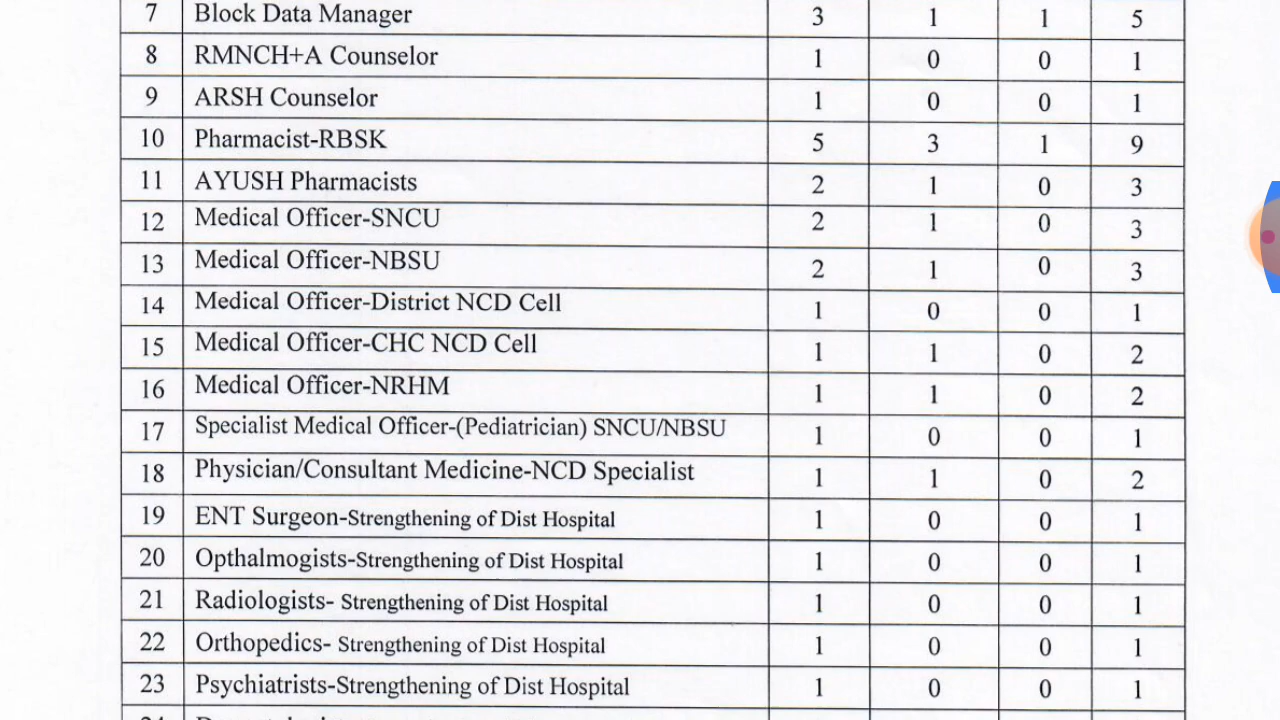 7 Block Data Manager 3 1 1 5
8 RMNCH+A Counselor 1 0 0 1
9 ARSH Counselor 1 0 0 1
10 Pharmacist-RBSK 5 3 1 9
11 AYUSH Pharmacists 2 1 0 3
12 Medical Officer-SNCU 2 1 0 3
13 Medical Officer-NBSU 2 1 0 3
14 Medical Officer-District NCD Cell 1 0 0 1
15 Medical Officer-CHC NCD Cell 1 1 0 2
16 Medical Officer-NRHM 1 1 0 2
17 Specialist Medical Officer-(Pediatrician) SNCU/NBSU 1 0 0 1
18 Physician/Consultant Medicine-NCD Specialist 1 1 0 2
19 ENT Surgeon-Strengthening of Dist Hospital 1 0 0 1
20 Opthalmogists-Strengthening of Dist Hospital 1 0 0 1
21 Radiologists- Strengthening of Dist Hospital 1 0 0 1
22 Orthopedics- Strengthening of Dist Hospital 1 0 0 1
23 Psychiatrists-Strengthening of Dist Hospital 1 0 0 1